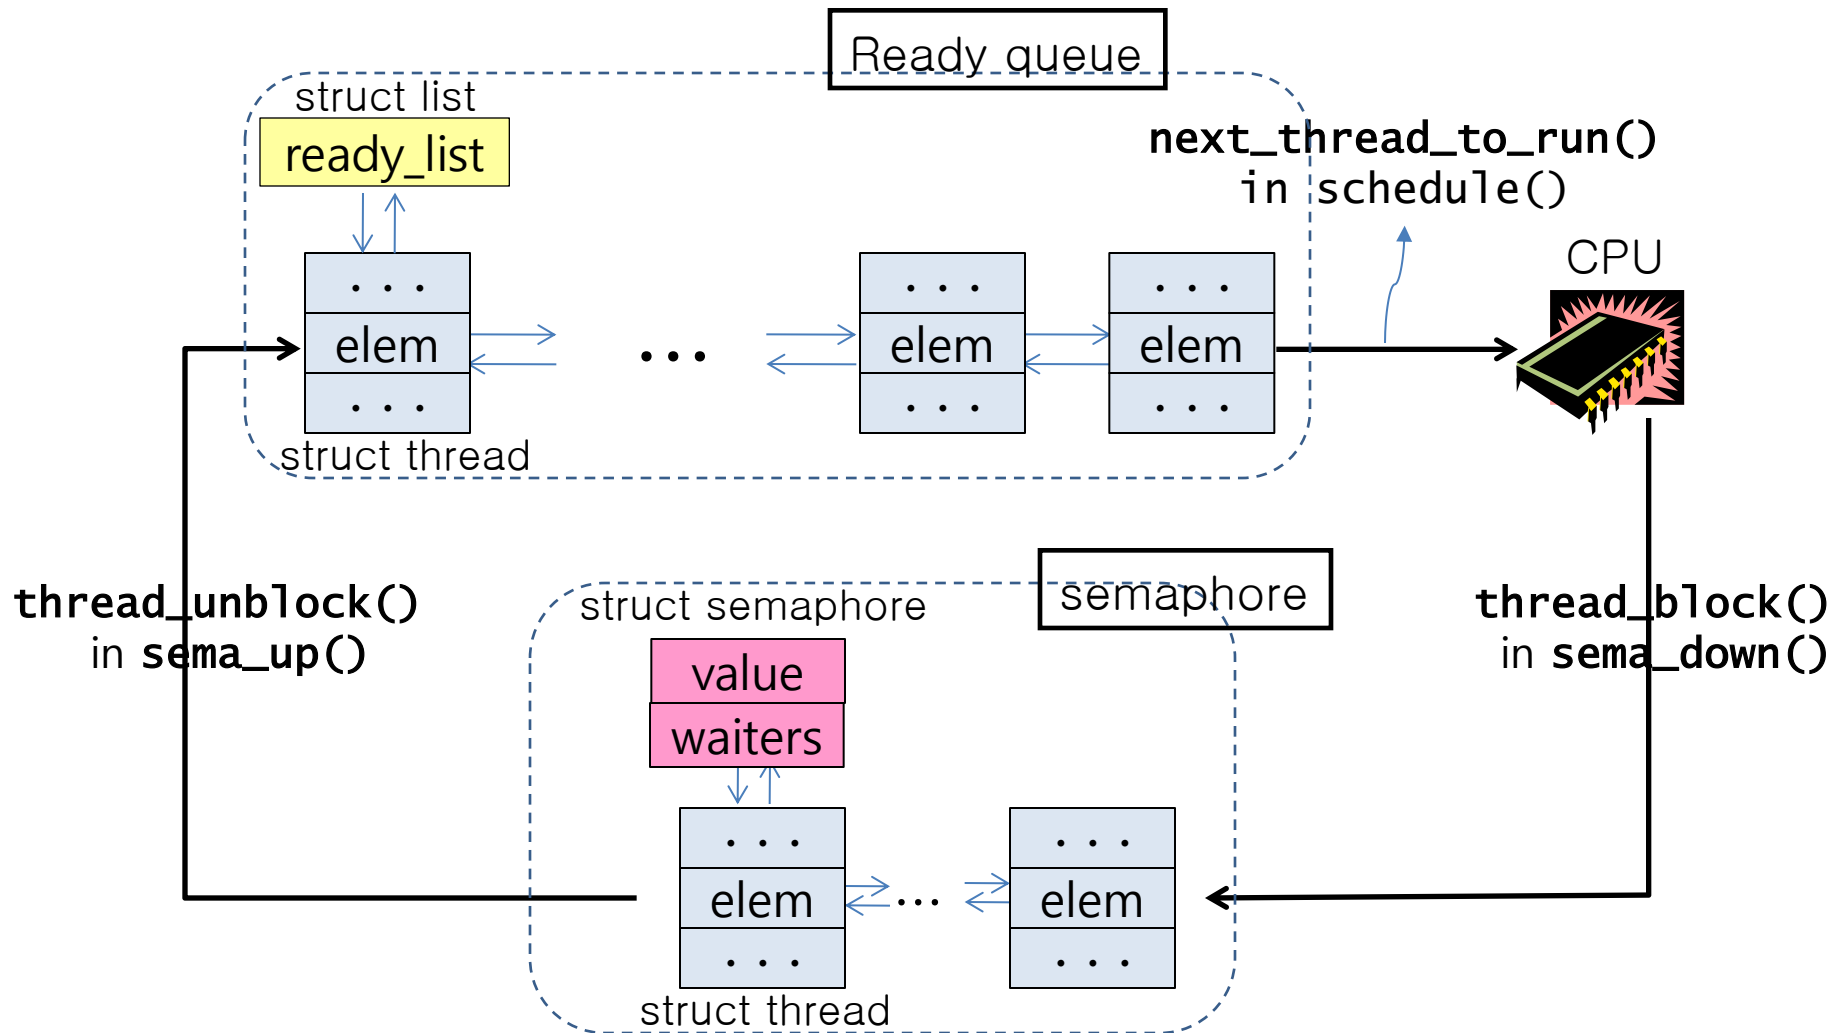 Ready queue
struct list
ready_list
next_thread_to_run()
in schedule()
CPU
. . .
. . .
. . .
elem
...
elem
elem
. . .
. . .
. . .
struct thread
thread_unblock()
in sema_up()
semaphore
struct semaphore
thread_block()
in sema_down()
value
waiters
. . .
. . .
elem
...
elem
. . .
. . .
struct thread